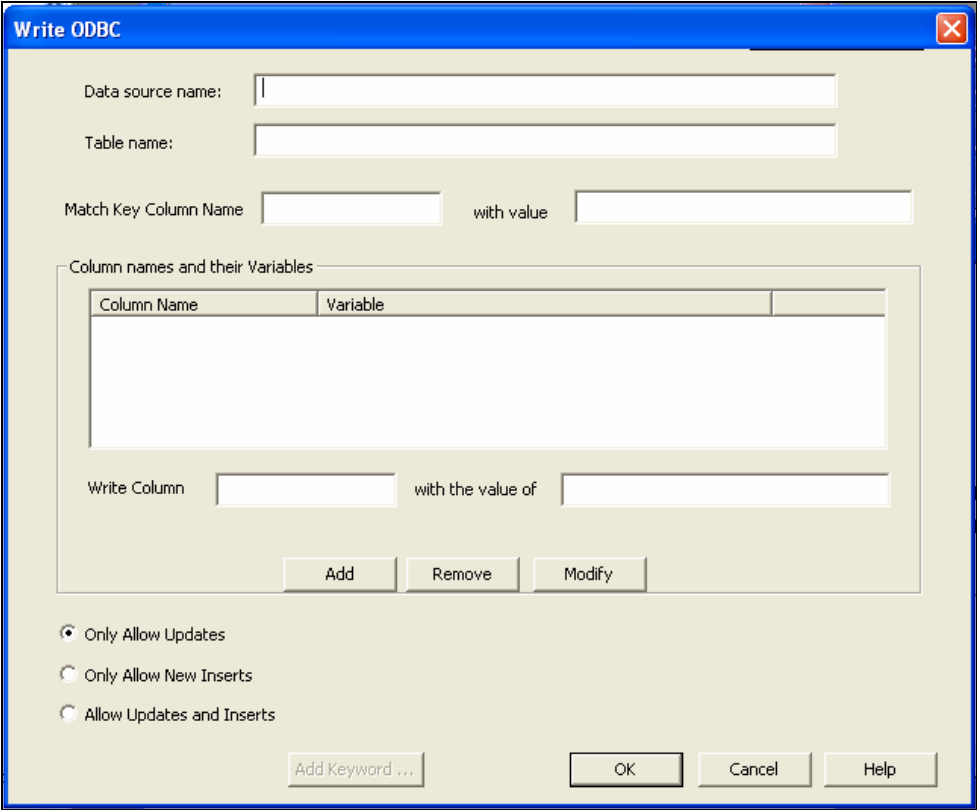 Write ODBC
Data source name:
Table name:
Match Key Column Name with value
Column names and their Variables
Column Name Variable
Write Column with the value of
Add Remove Modify
Only Allow Updates
Only Allow New Inserts
Allow Updates and Inserts
Add Keyword ... OK Cancel Help